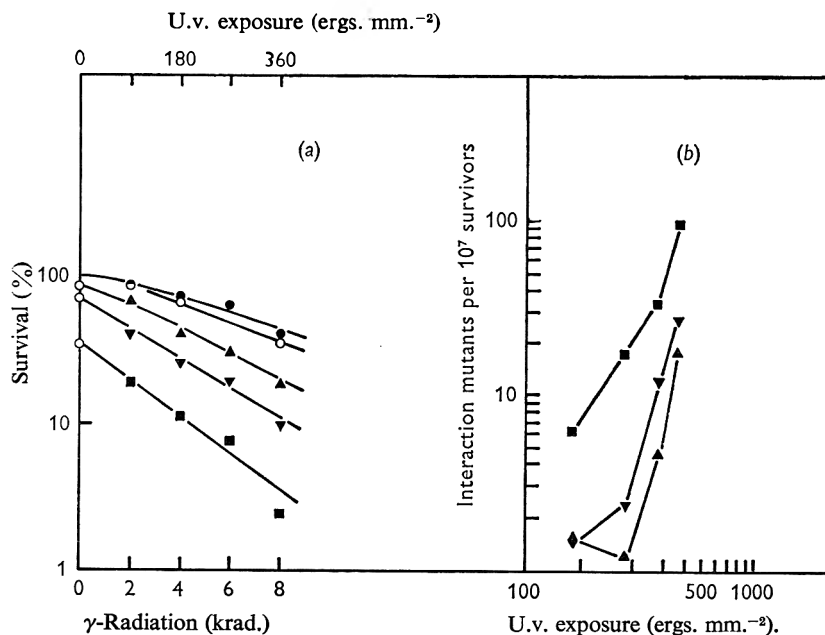 U.v. exposure (ergs. mm.⁻²)
0 180 360
(a)
Survival (%)
100
10
1
0 2 4 6 8
γ-Radiation (krad.)
(b)
Interaction mutants per 10⁷ survivors
100
10
100 500 1000
U.v. exposure (ergs. mm.⁻²).